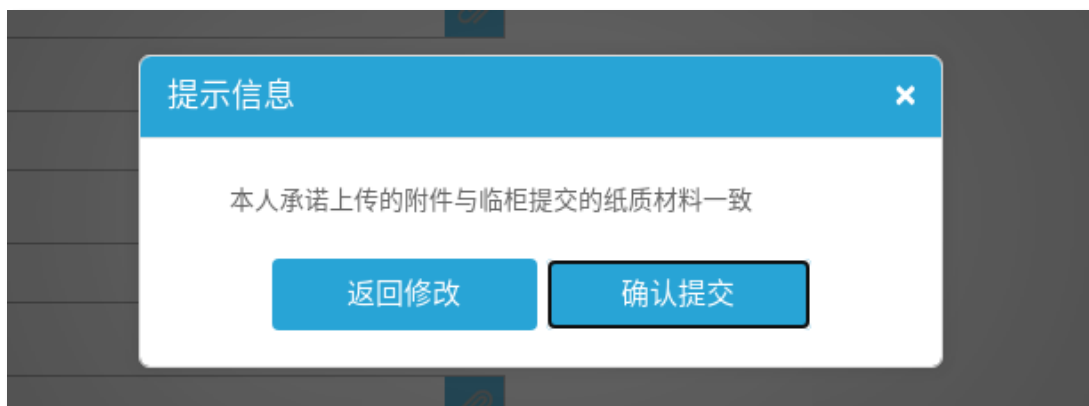 提示信息
本人承诺上传的附件与临柜提交的纸质材料一致
返回修改
确认提交